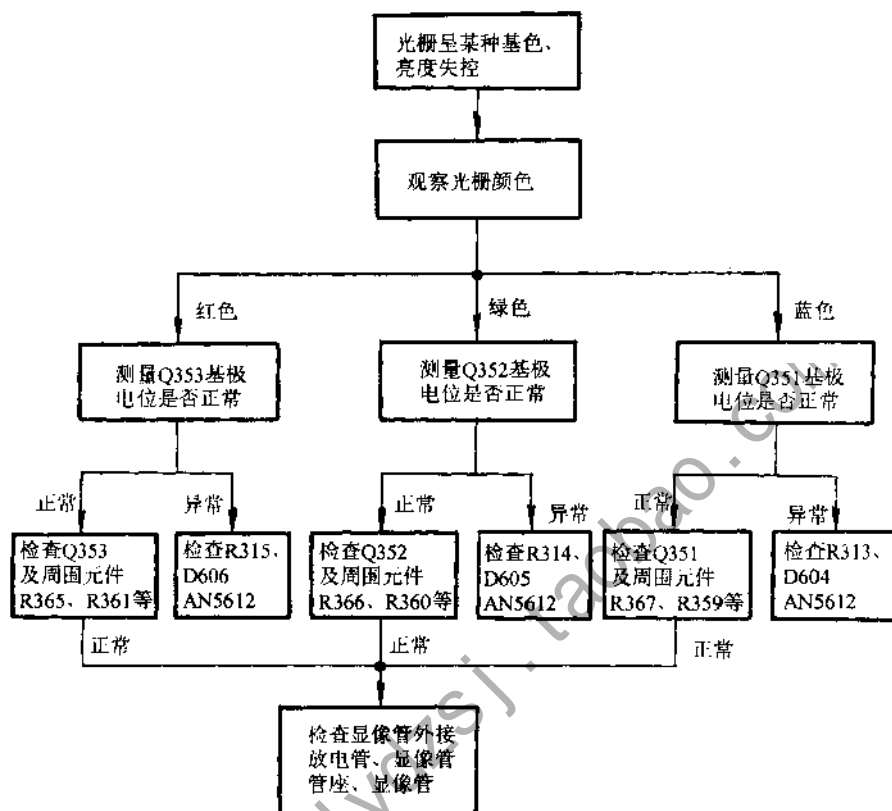 光栅呈某种基色、
亮度失控
观察光栅颜色
红色
绿色
蓝色
测量Q353基极
电位是否正常
测量Q352基极
电位是否正常
测量Q351基极
电位是否正常
正常
异常
正常
异常
正常
异常
检查Q353
及周围元件
R365、R361等
检查R315、
D606
AN5612
检查Q352
及周围元件
R366、R360等
检查R314、
D605
AN5612
检查Q351
及周围元件
R367、R359等
检查R313、
D604
AN5612
正常
正常
正常
检查显像管外接
放电管、显像管
管座、显像管
lydzsj.taobao.com